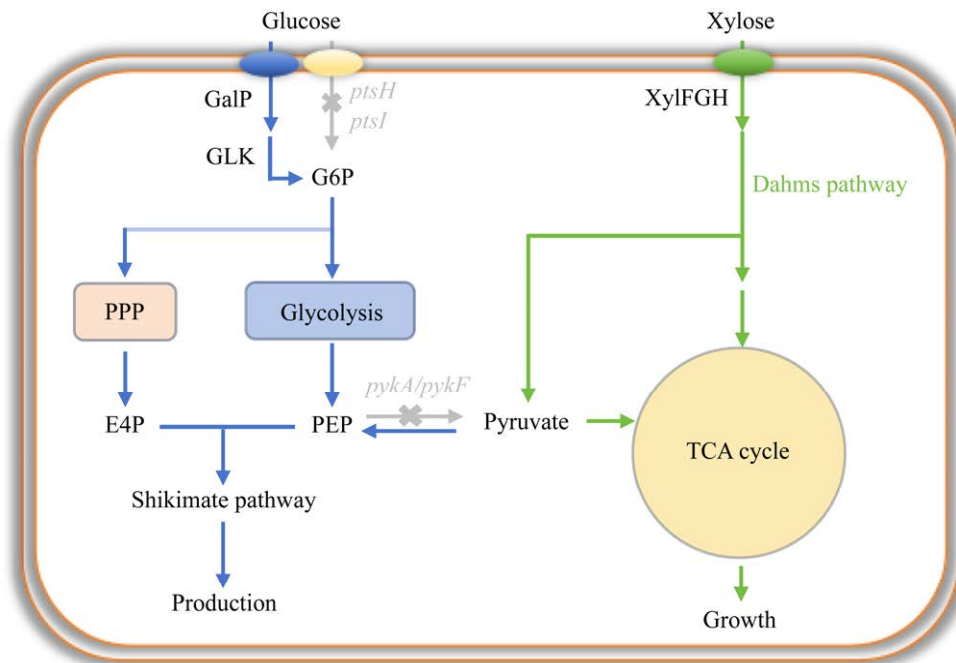 Glucose
Xylose
GalP
ptsH
ptsI
XylFGH
GLK
G6P
Dahms pathway
PPP
Glycolysis
pykA/pykF
E4P
PEP
Pyruvate
TCA cycle
Shikimate pathway
Production
Growth